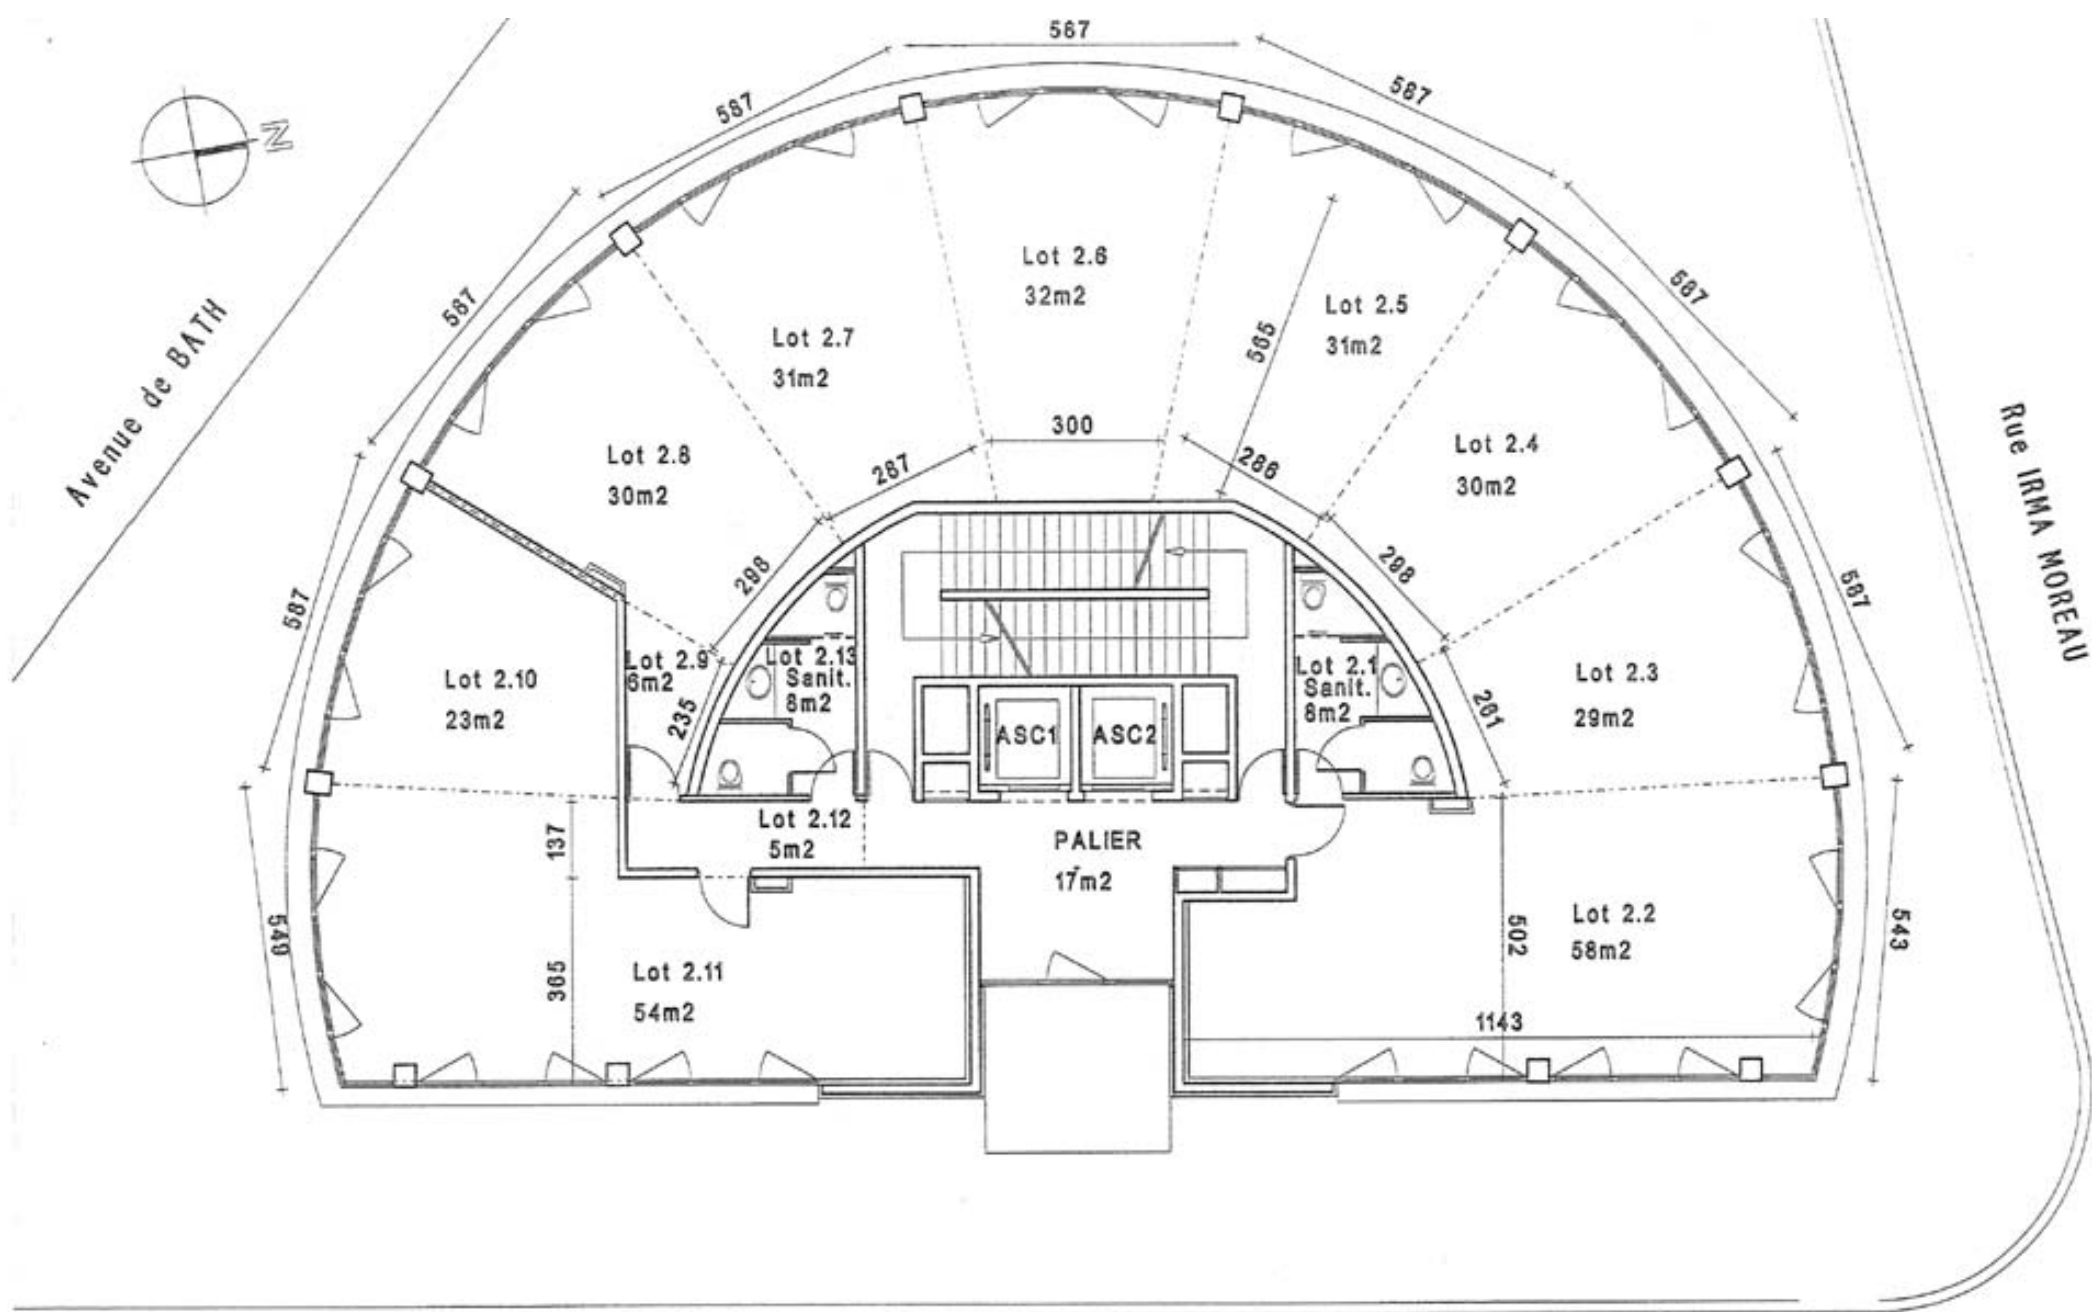 587
587
587
N
Lot 2.6
32m2
587
587
Avenue de BATH
Lot 2.7
31m2
565
Lot 2.5
31m2
Rue IRMA MOREAU
300
Lot 2.8
30m2
287
286
Lot 2.4
30m2
298
298
587
587
Lot 2.10
23m2
Lot 2.9
6m2
235
Lot 2.13
Sanit.
8m2
ASC1
ASC2
Lot 2.1
Sanit.
8m2
261
Lot 2.3
29m2
137
Lot 2.12
5m2
PALIER
17m2
549
365
Lot 2.11
54m2
502
Lot 2.2
58m2
543
1143